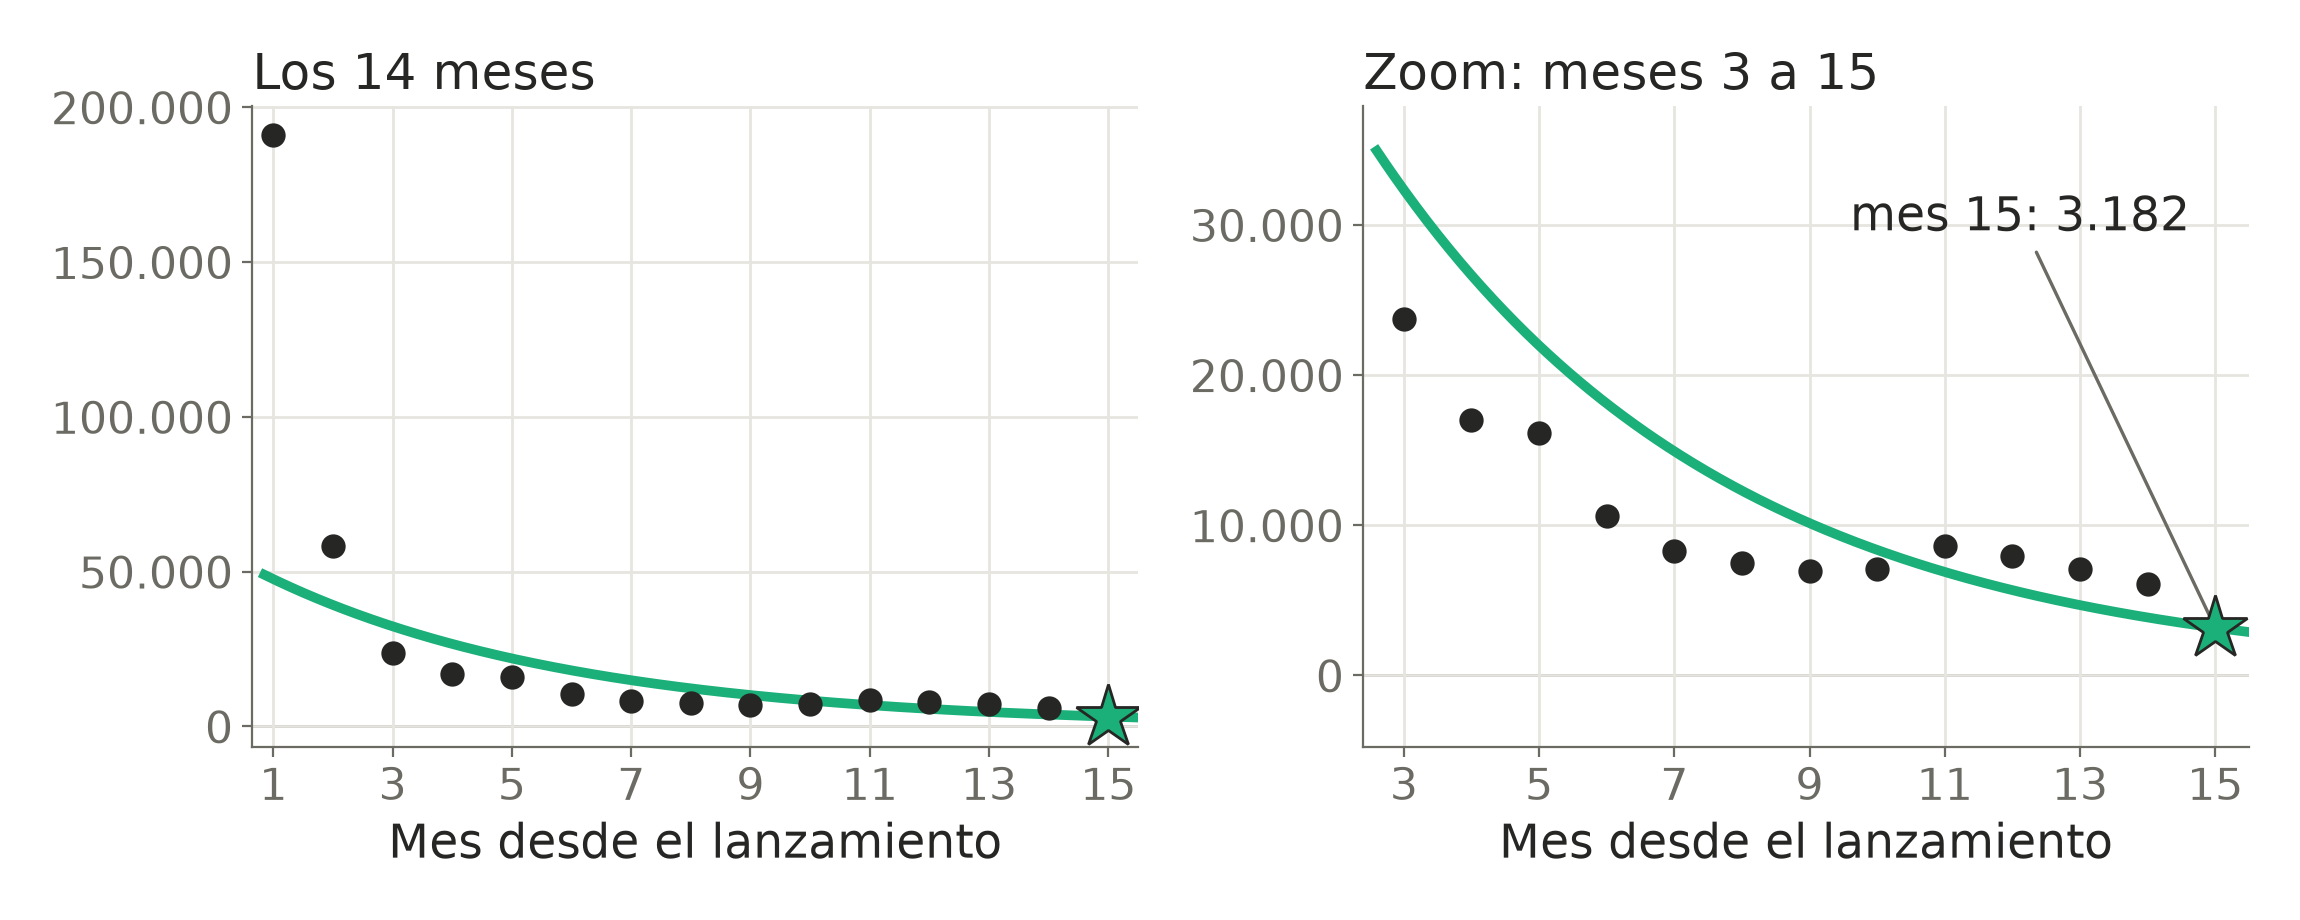 Los 14 meses
200.000
150.000
100.000
50.000
0
1 3 5 7 9 11 13 15
Mes desde el lanzamiento
Zoom: meses 3 a 15
mes 15: 3.182
30.000
20.000
10.000
0
3 5 7 9 11 13 15
Mes desde el lanzamiento